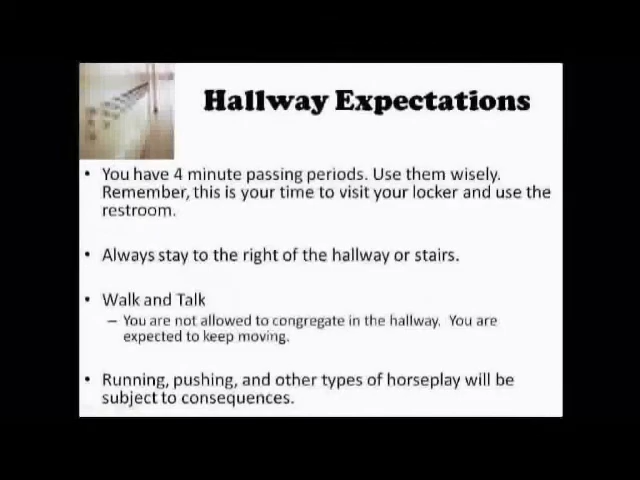 Hallway Expectations
• You have 4 minute passing periods. Use them wisely.
Remember, this is your time to visit your locker and use the
restroom.
• Always stay to the right of the hallway or stairs.
• Walk and Talk
– You are not allowed to congregate in the hallway. You are
expected to keep moving.
• Running, pushing, and other types of horseplay will be
subject to consequences.